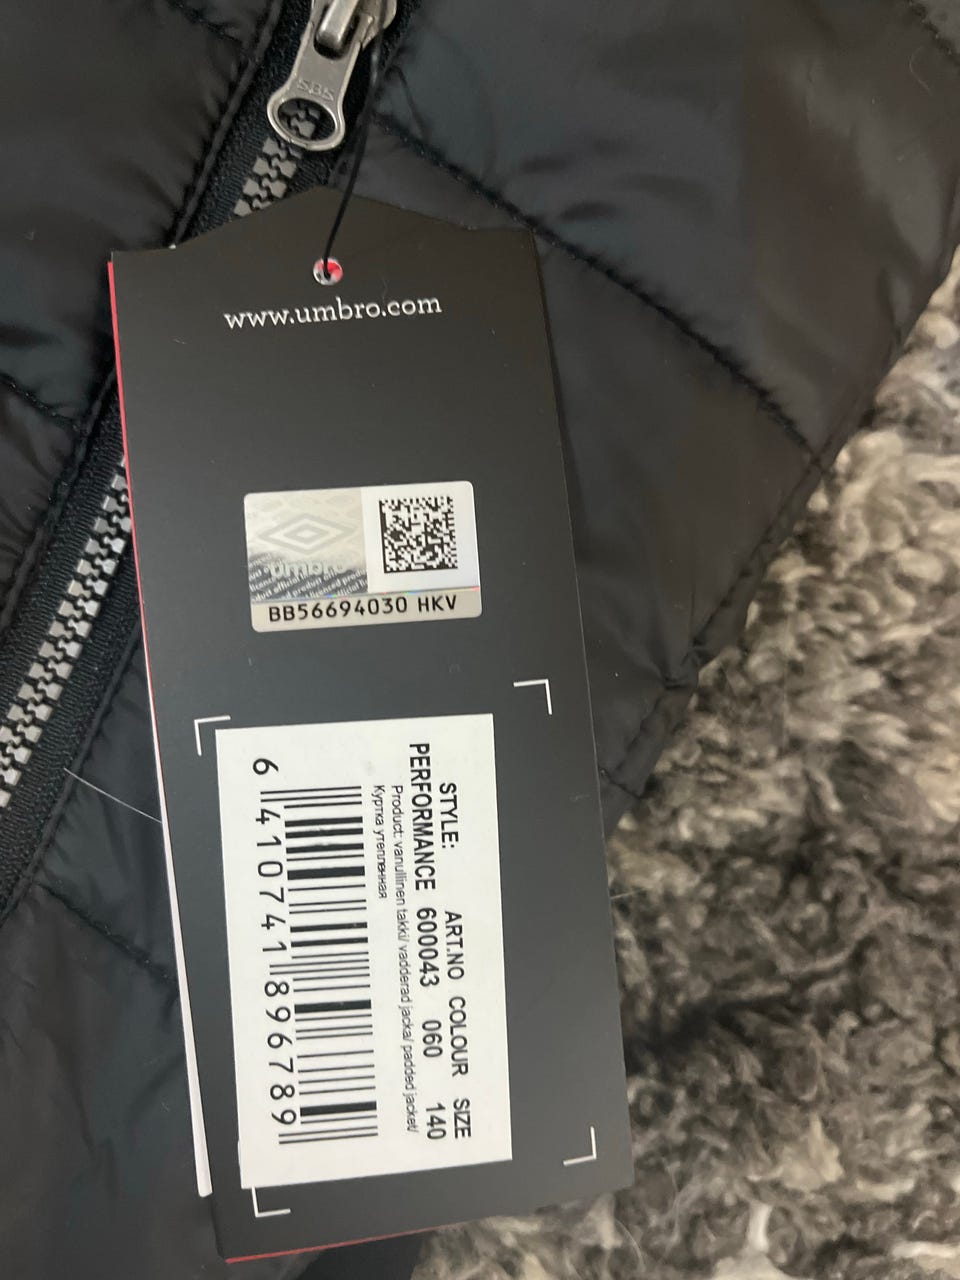 SBS
www.umbro.com
umbro
BB56694030 HKV
STYLE: ART.NO COLOUR SIZE
PERFORMANCE 600043 060 140
Product: vanullinen takki/ vadderad jacka/ padded jacket/
Куртка утепленная
6 410741 896789